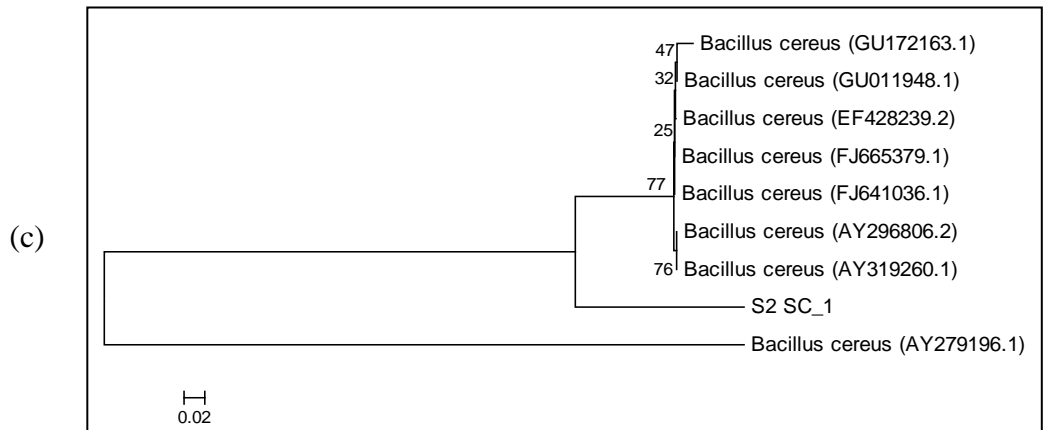 47
Bacillus cereus (GU172163.1)
32
Bacillus cereus (GU011948.1)
Bacillus cereus (EF428239.2)
25
Bacillus cereus (FJ665379.1)
77
Bacillus cereus (FJ641036.1)
(c)
Bacillus cereus (AY296806.2)
76
Bacillus cereus (AY319260.1)
S2 SC_1
Bacillus cereus (AY279196.1)
0.02